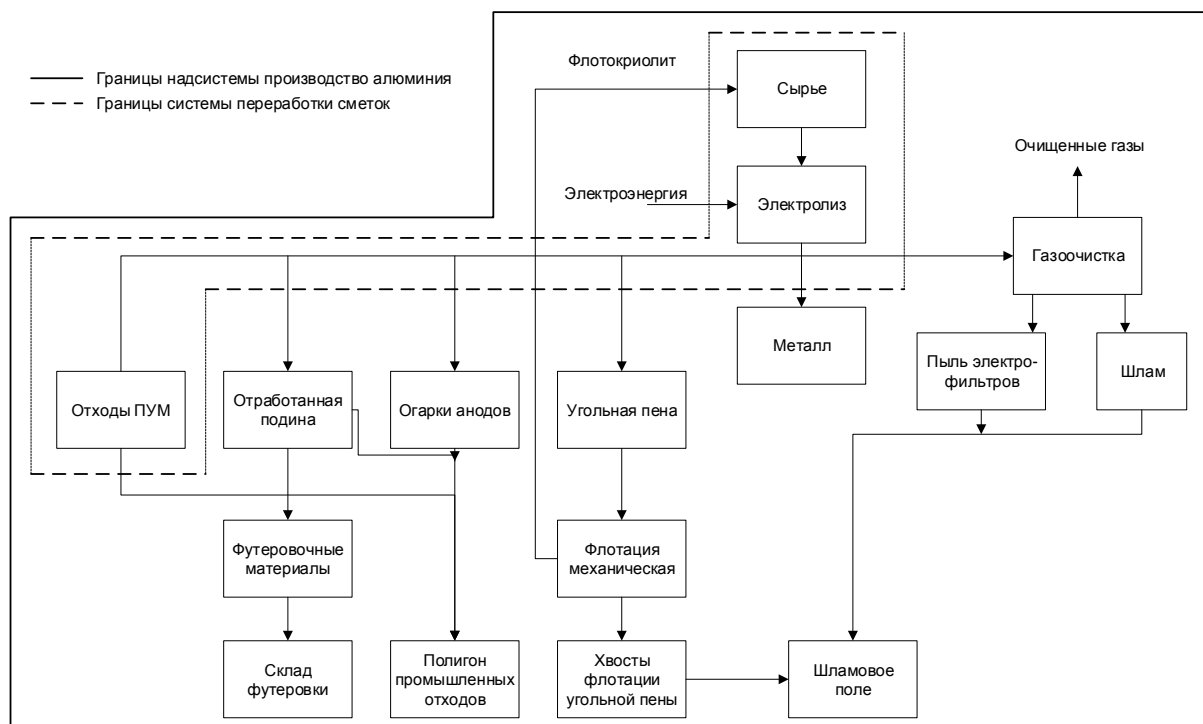 Границы надсистемы производство алюминия
Границы системы переработки сметок
Флотокриолит
Сырье
Очищенные газы
Электроэнергия
Электролиз
Газоочистка
Металл
Пыль электро-
фильтров
Шлам
Отходы ПУМ
Отработанная
подина
Огарки анодов
Угольная пена
Футеровочные
материалы
Флотация
механическая
Склад
футеровки
Полигон
промышленных
отходов
Хвосты
флотации
угольной пены
Шламовое
поле